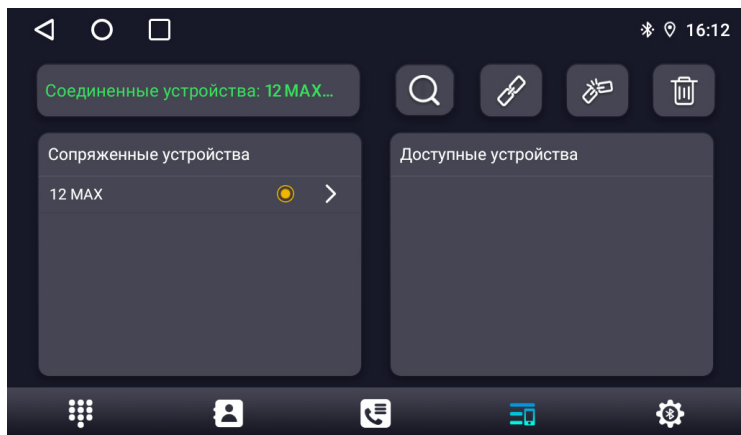 16:12
Соединенные устройства: 12 MAX...
Сопряженные устройства
12 MAX
Доступные устройства